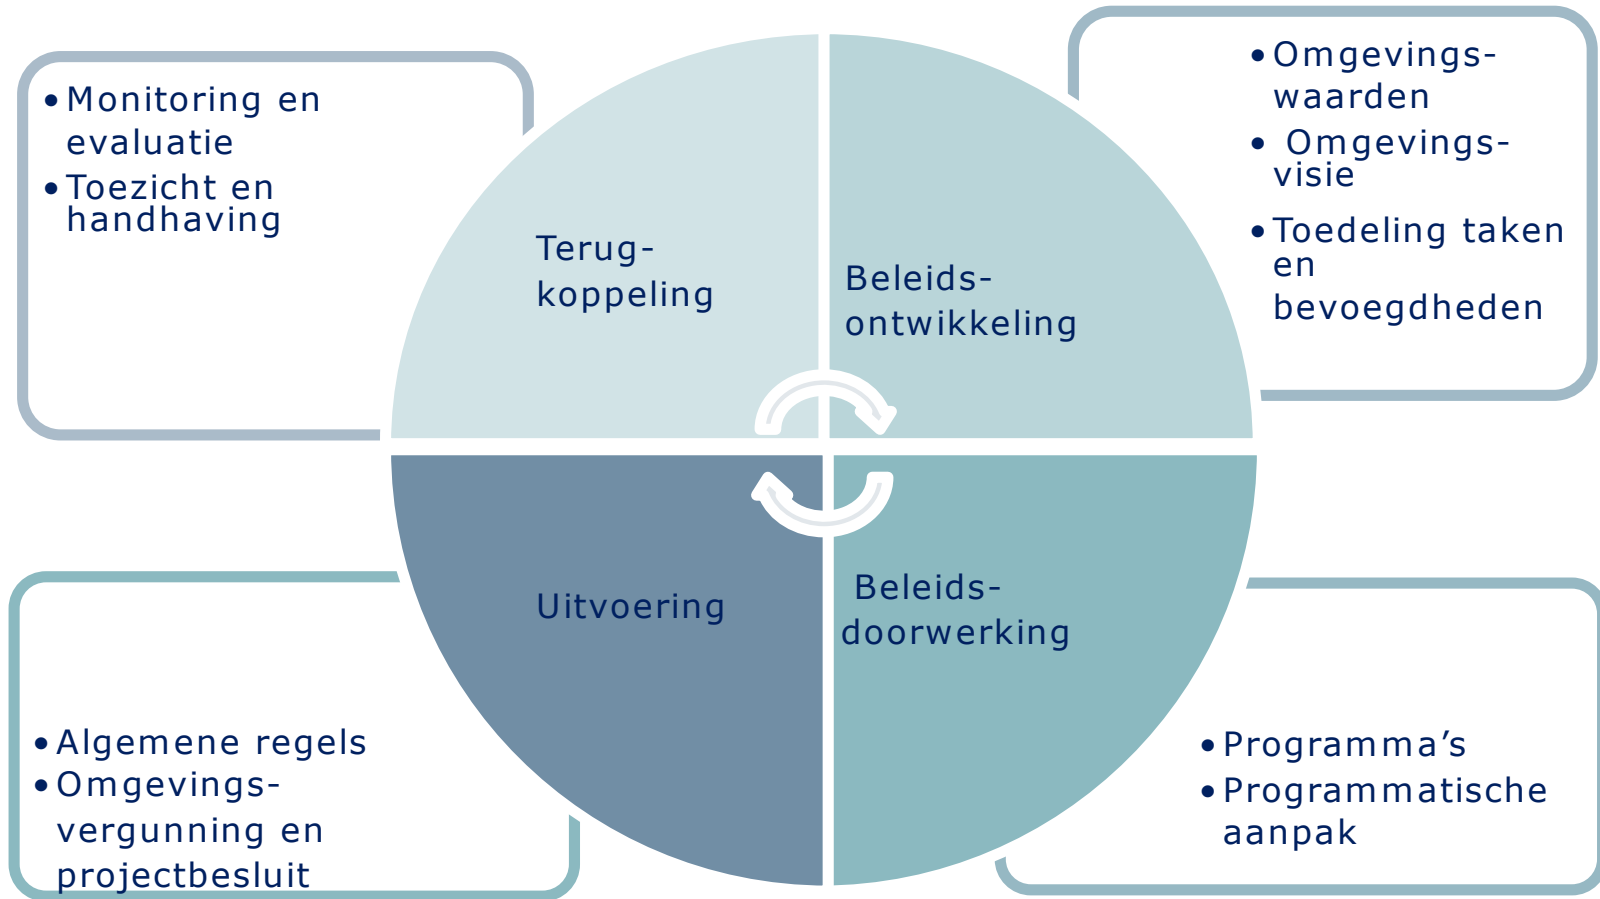 • Monitoring en
evaluatie
• Toezicht en
handhaving
Terug-
koppeling
Beleids-
ontwikkeling
• Omgevings-
waarden
• Omgevings-
visie
• Toedeling taken
en
bevoegdheden
Uitvoering
Beleids-
doorwerking
• Algemene regels
• Omgevings-
vergunning en
projectbesluit
• Programma’s
• Programmatische
aanpak